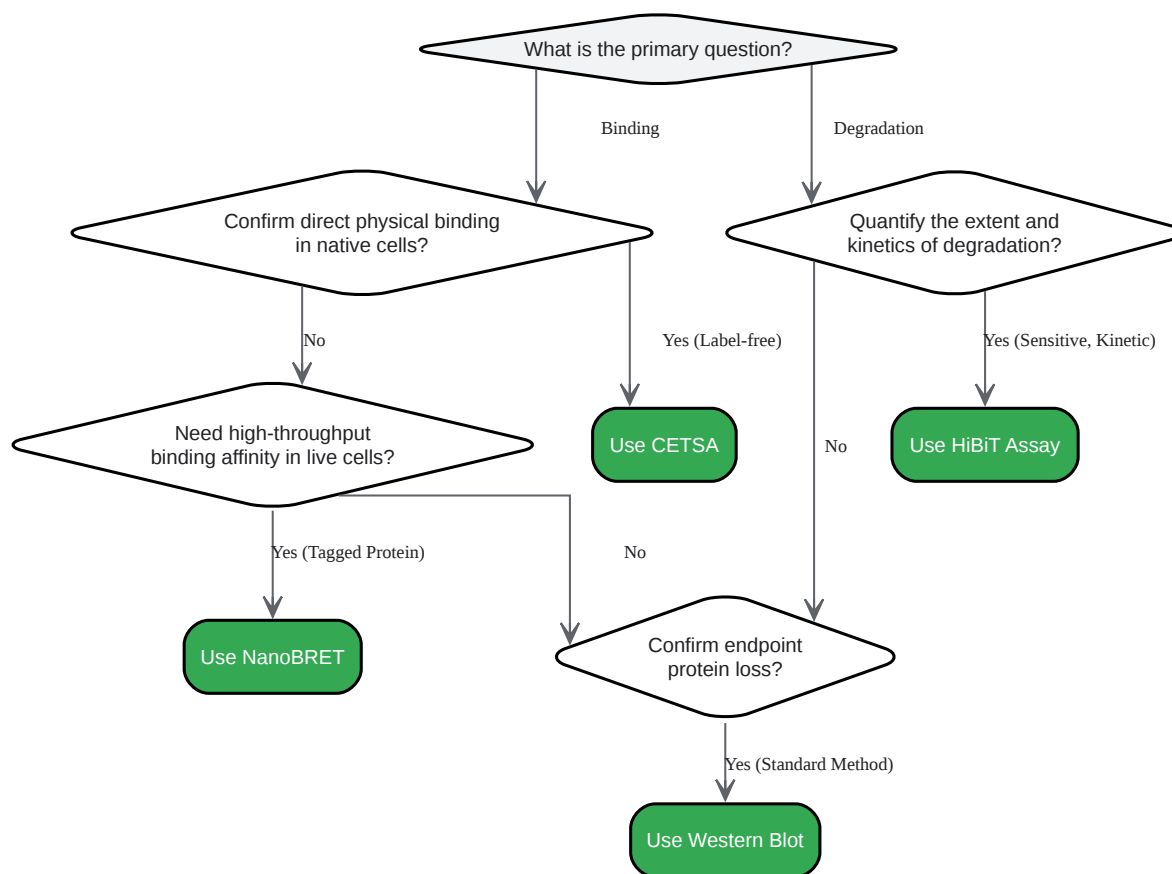 What is the primary question?
Binding
Degradation
Confirm direct physical binding
in native cells?
Quantify the extent and
kinetics of degradation?
No
Yes (Label-free)
Yes (Sensitive, Kinetic)
Need high-throughput
binding affinity in live cells?
Use CETSA
No
Use HiBiT Assay
Yes (Tagged Protein)
No
Use NanoBRET
Confirm endpoint
protein loss?
Yes (Standard Method)
Use Western Blot